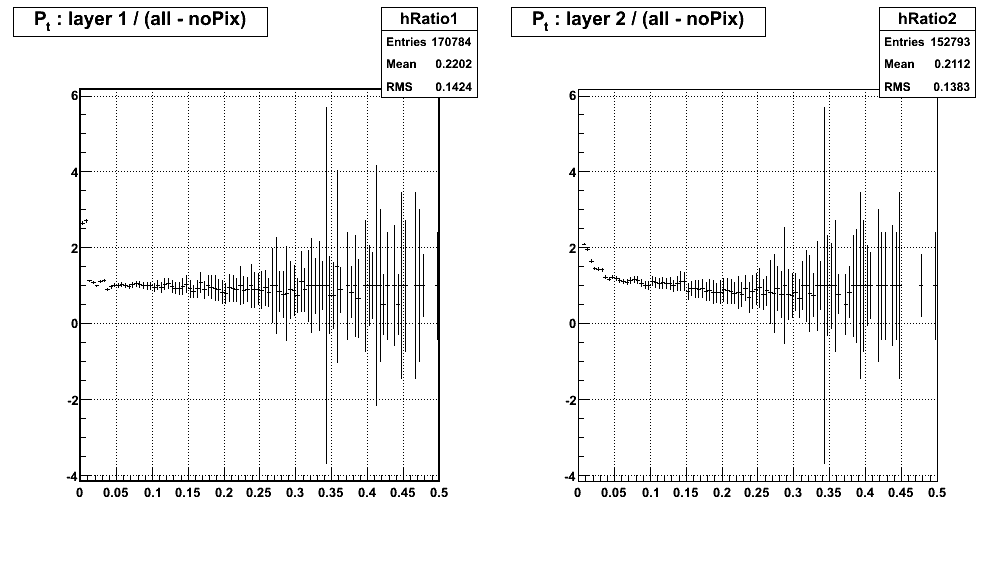 P_t : layer 1 / (all - noPix)
hRatio1
Entries 170784
Mean 0.2202
RMS 0.1424
6
4
2
0
-2
-4
0 0.05 0.1 0.15 0.2 0.25 0.3 0.35 0.4 0.45 0.5
P_t : layer 2 / (all - noPix)
hRatio2
Entries 152793
Mean 0.2112
RMS 0.1383
6
4
2
0
-2
-4
0 0.05 0.1 0.15 0.2 0.25 0.3 0.35 0.4 0.45 0.5